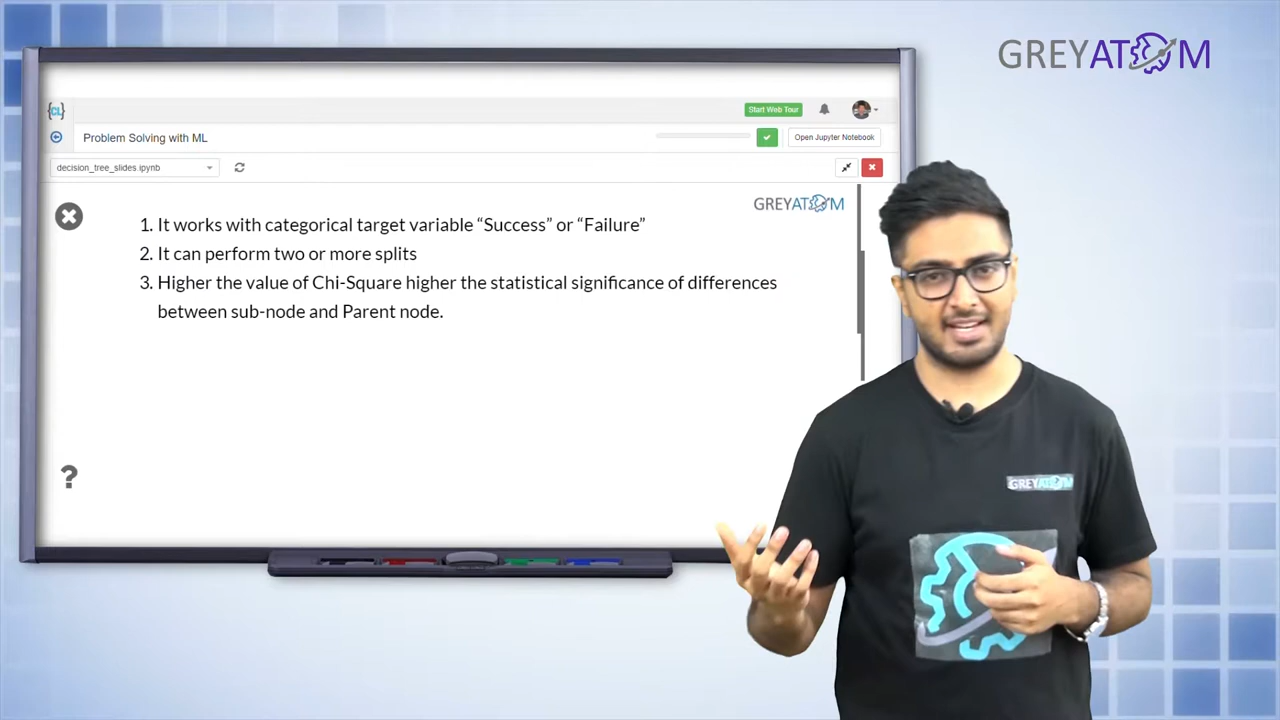 GREYATOM
{CL}
Start Web Tour
Problem Solving with ML
Open Jupyter Notebook
decision_tree_slides.ipynb
GREYATOM
1. It works with categorical target variable “Success” or “Failure”
2. It can perform two or more splits
3. Higher the value of Chi-Square higher the statistical significance of differences
between sub-node and Parent node.
?
GREYATOM